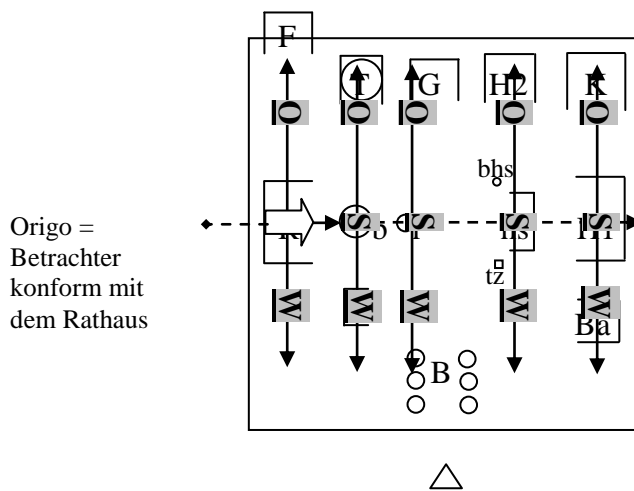 F
T G H2 K
O O O O O
bhs
Origo =
Betrachter
konform mit
dem Rathaus
S S S S
tz
W W W W W
Ba
B